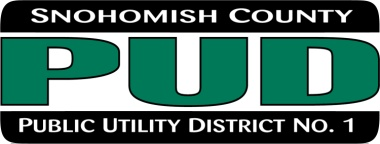 SNOHOMISH COUNTY
PUD
PUBLIC UTILITY DISTRICT NO. 1